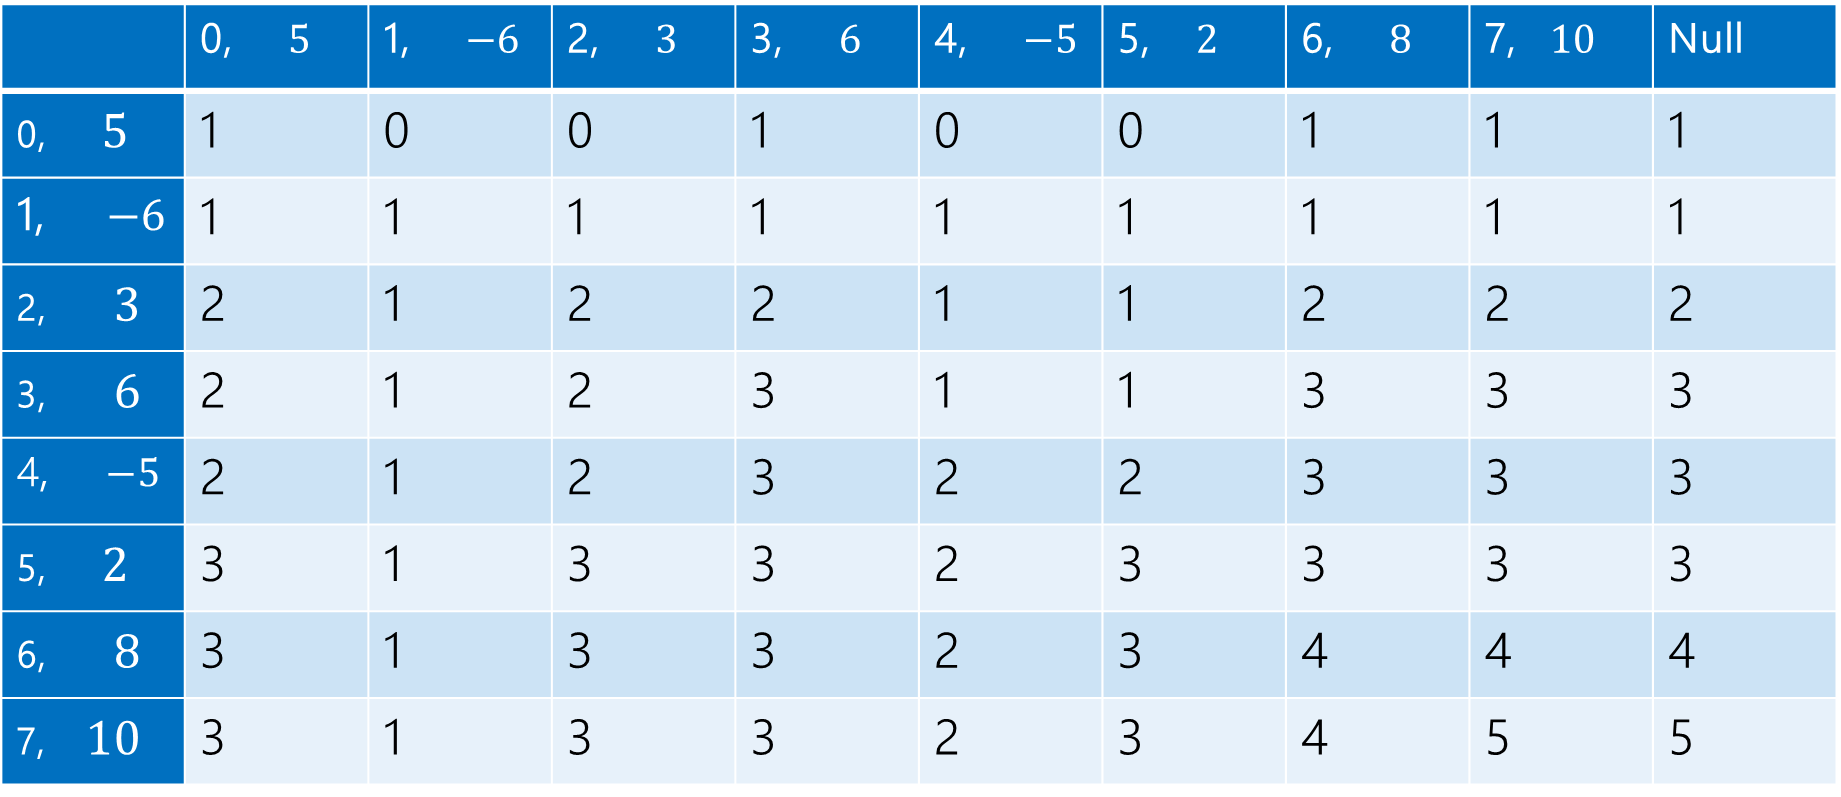 0, 5 1, −6 2, 3 3, 6 4, −5 5, 2 6, 8 7, 10 Null
0, 5 1 0 0 1 0 0 1 1 1
1, −6 1 1 1 1 1 1 1 1 1
2, 3 2 1 2 2 1 1 2 2 2
3, 6 2 1 2 3 1 1 3 3 3
4, −5 2 1 2 3 2 2 3 3 3
5, 2 3 1 3 3 2 3 3 3 3
6, 8 3 1 3 3 2 3 4 4 4
7, 10 3 1 3 3 2 3 4 5 5